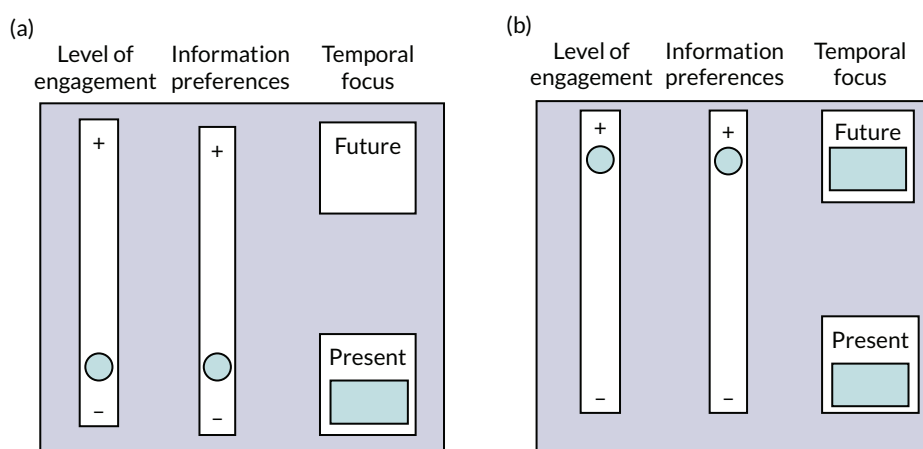 (a)
Level of
engagement
Information
preferences
Temporal
focus
+
+
Future
Present
–
–
(b)
Level of
engagement
Information
preferences
Temporal
focus
+
+
Future
Present
–
–